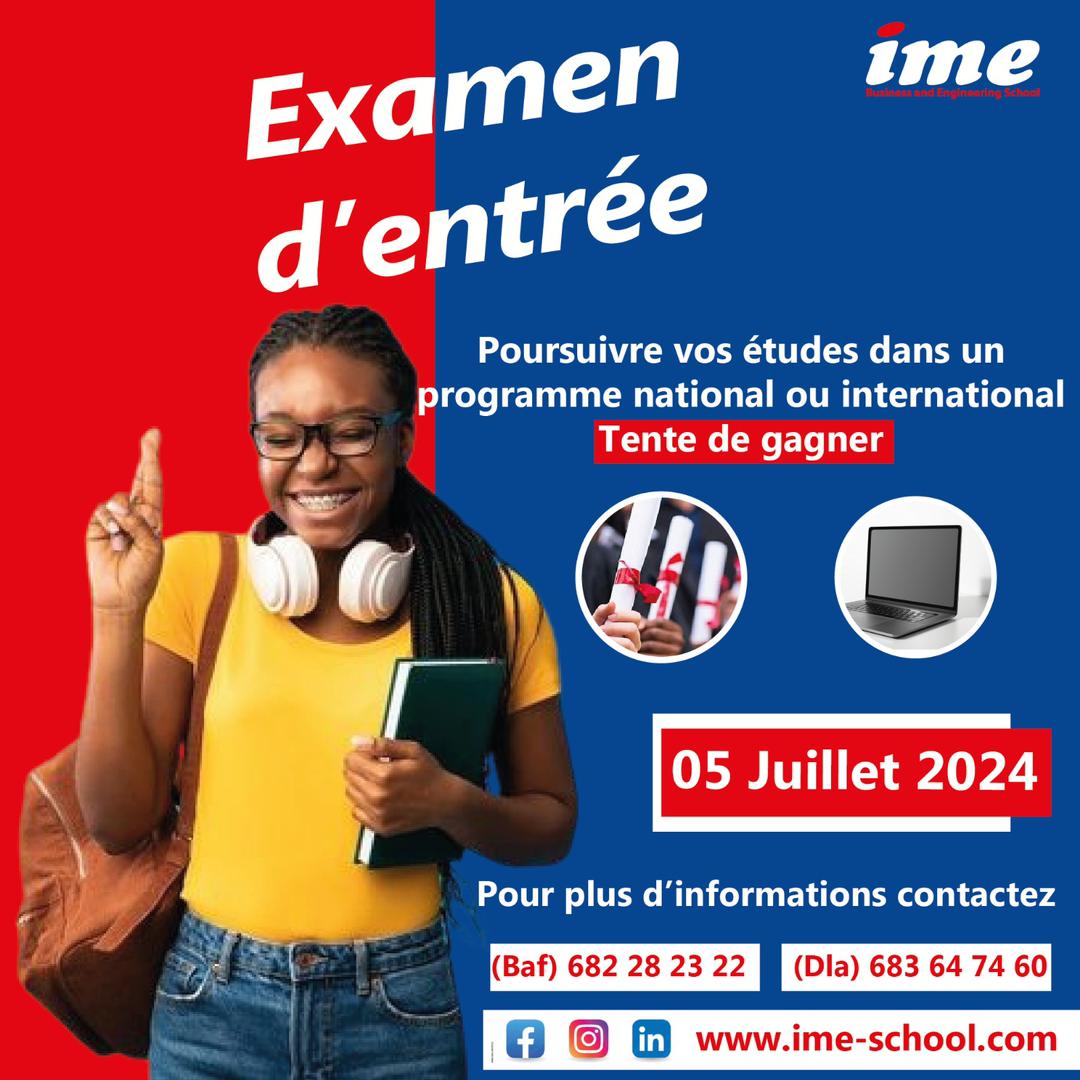 ime
Business and Engineering School
Examen
d'entrée
Poursuivre vos études dans un
programme national ou international
Tente de gagner
05 Juillet 2024
Pour plus d'informations contactez
(Baf) 682 28 23 22
(Dla) 683 64 74 60
www.ime-school.com